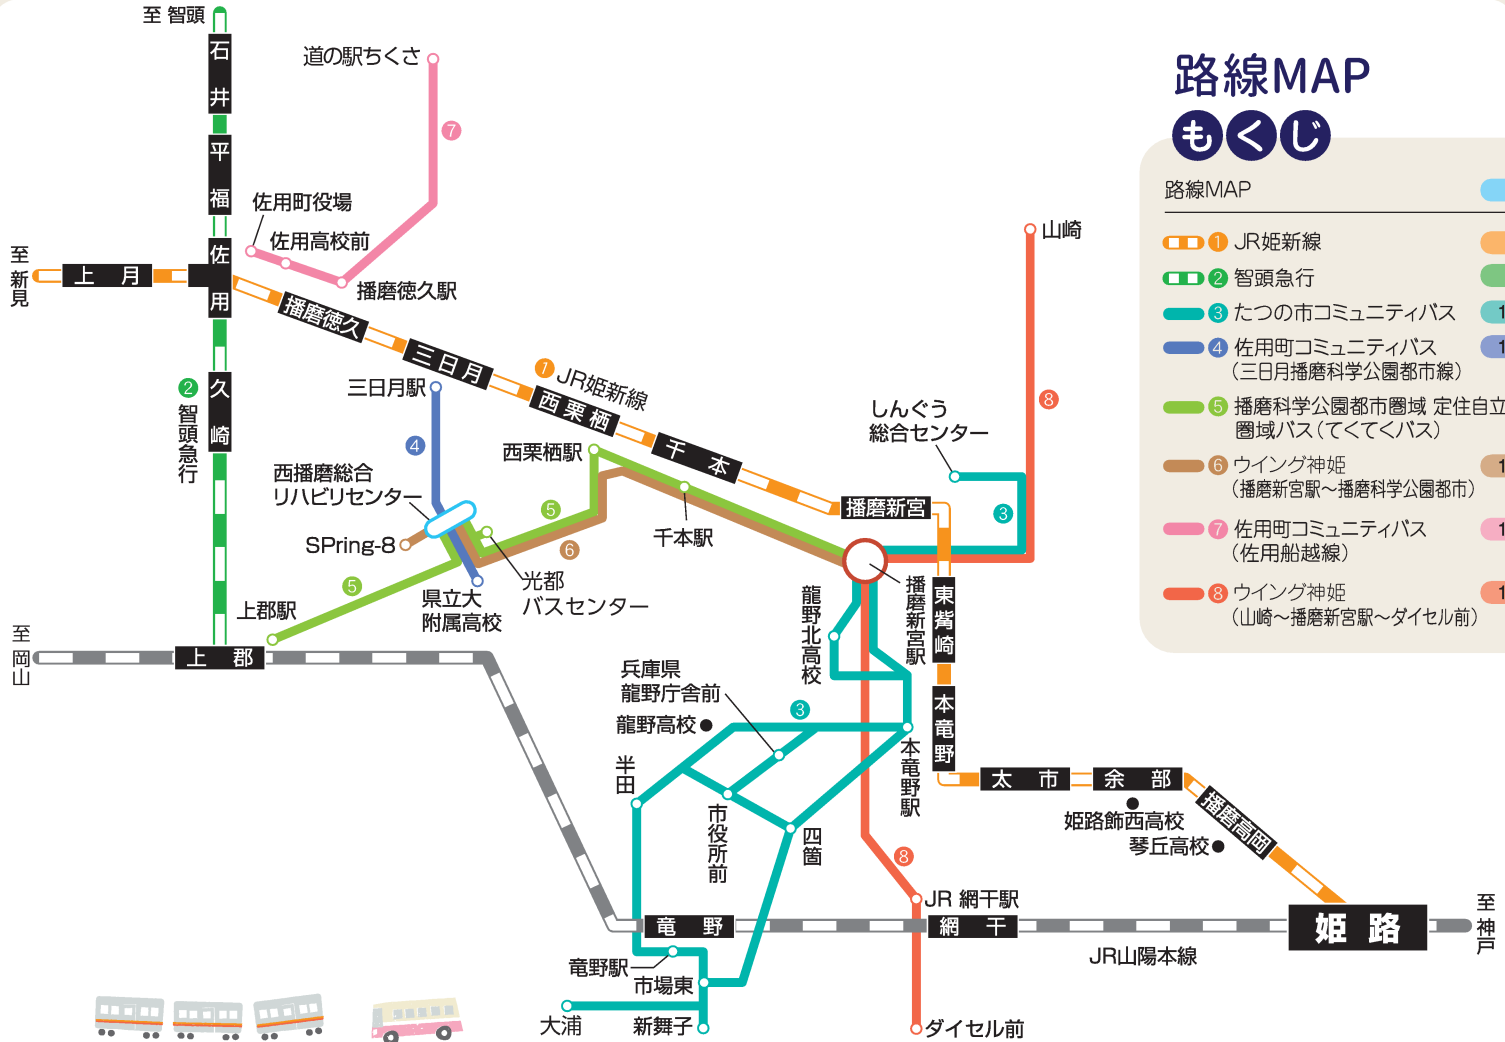 至 智頭
石井
平福
佐用
久崎
上郡
至新見
上月
道の駅ちくさ
7
佐用町役場
佐用高校前
播磨徳久駅
播磨徳久
三日月
1 JR姫新線
西栗栖
千本
播磨新宮
東觜崎
本竜野
太市
余部
播磨高岡
姫路
2
智頭急行
三日月駅
4
西播磨総合
リハビリセンター
SPring-8
5
上郡駅
県立大
附属高校
光都
バスセンター
西栗栖駅
5
6
千本駅
しんぐう
総合センター
3
山崎
8
播磨新宮駅
龍野北高校
兵庫県
龍野庁舎前
龍野高校
3
半田
市役所前
四箇
本竜野駅
姫路飾西高校
琴丘高校
8
JR 網干駅
至岡山
竜野
網干
JR山陽本線
至神戸
竜野駅
市場東
大浦
新舞子
ダイセル前
路線MAP
もくじ
路線MAP
1 JR姫新線
2 智頭急行
3 たつの市コミュニティバス
4 佐用町コミュニティバス
（三日月播磨科学公園都市線）
5 播磨科学公園都市圏域 定住自立
圏域バス（てくてくバス）
6 ウイング神姫
（播磨新宮駅〜播磨科学公園都市）
7 佐用町コミュニティバス
（佐用船越線）
8 ウイング神姫
（山崎〜播磨新宮駅〜ダイセル前）